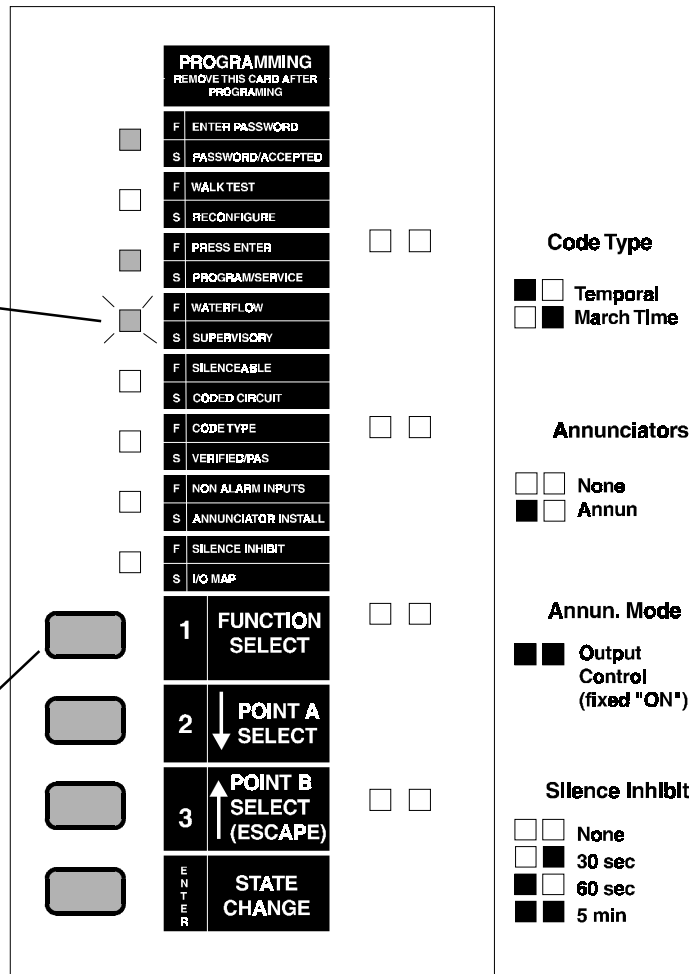 PROGRAMMING
REMOVE THIS CARD AFTER
PROGRAMING
F ENTER PASSWORD
S PASSWORD/ACCEPTED
F WALK TEST
S RECONFIGURE
F PRESS ENTER
S PROGRAM/SERVICE
F WATERFLOW
S SUPERVISORY
F SILENCEABLE
S CODED CIRCUIT
F CODE TYPE
S VERIFIED/PAS
F NON ALARM INPUTS
S ANNUNCIATOR INSTALL
F SILENCE INHIBIT
S I/O MAP
1 FUNCTION
SELECT
2 POINT A
SELECT
3 POINT B
SELECT
(ESCAPE)
ENTER STATE
CHANGE
Code Type
Temporal
March Time
Annunciators
None
Annun
Annun. Mode
Output
Control
(fixed "ON")
Silence Inhibit
None
30 sec
60 sec
5 min